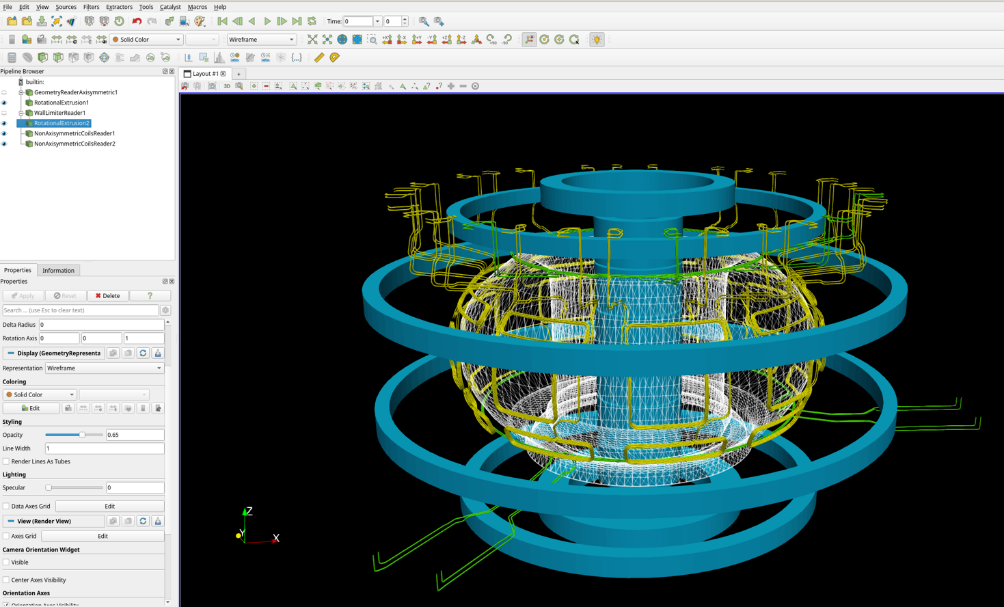 File Edit View Sources Filters Extractors Tools Catalyst Macros Help
Time: 0 0
Solid Color Wireframe
Pipeline Browser
Layout #1
+
builtin:
3D
GeometryReaderAxisymmetric1
RotationalExtrusion1
WallLimiterReader1
RotationalExtrusion2
NonAxisymmetricCoilsReader1
NonAxisymmetricCoilsReader2
Properties Information
Properties
Apply Reset Delete ?
Search ... (use Esc to clear text)
Delta Radius 0
Rotation Axis 0 0 1
Display (GeometryRepresenta
Representation Wireframe
Coloring
Solid Color
Edit
Styling
Opacity 0.65
Line Width 1
Render Lines As Tubes
Lighting
Specular 0
Data Axes Grid Edit
View (Render View)
Axes Grid Edit
Camera Orientation Widget
Visible
Center Axes Visibility
Orientation Axes
Orientation Axes Visibility
Z
Y
X